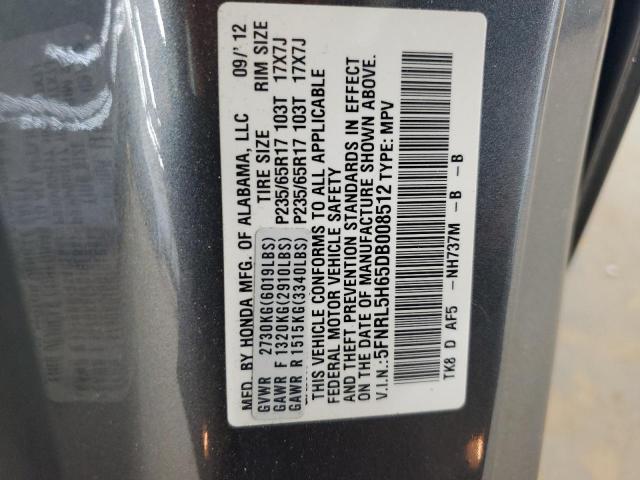 MFD. BY HONDA MFG. OF ALABAMA, LLC 09/'12
TIRE SIZE RIM SIZE
GVWR 2730KG(6019LBS)
GAWR F 1320KG(2910LBS) P235/65R17 103T 17X7J
GAWR R 1515KG(3340LBS) P235/65R17 103T 17X7J
THIS VEHICLE CONFORMS TO ALL APPLICABLE
FEDERAL MOTOR VEHICLE SAFETY
AND THEFT PREVENTION STANDARDS IN EFFECT
ON THE DATE OF MANUFACTURE SHOWN ABOVE.
V.I.N.:5FNRL5H65DB008512 TYPE: MPV
TK8 D AF5 -NH737M -B -B